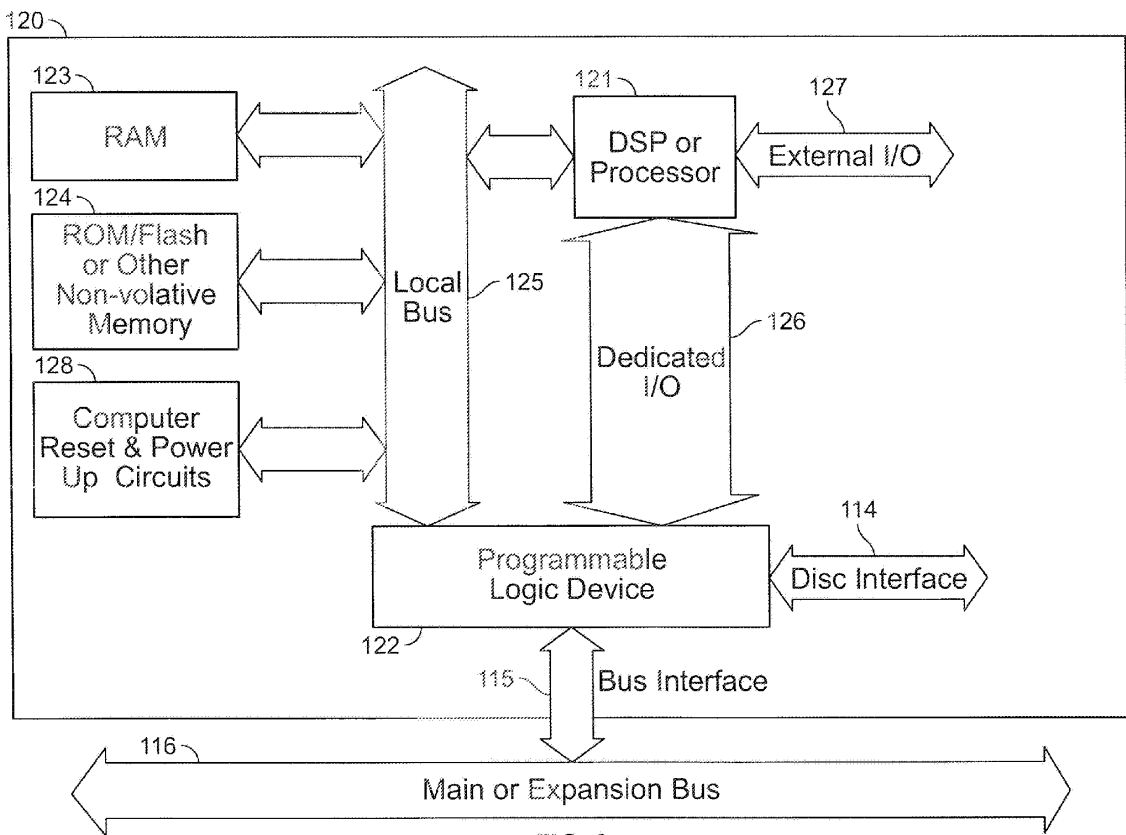 120
123
RAM
121
DSP or
Processor
127
External I/O
124
ROM/Flash
or Other
Non-volative
Memory
Local
Bus
125
126
Dedicated
I/O
128
Computer
Reset & Power
Up Circuits
114
Programmable
Logic Device
Disc Interface
122
115
Bus Interface
116
Main or Expansion Bus